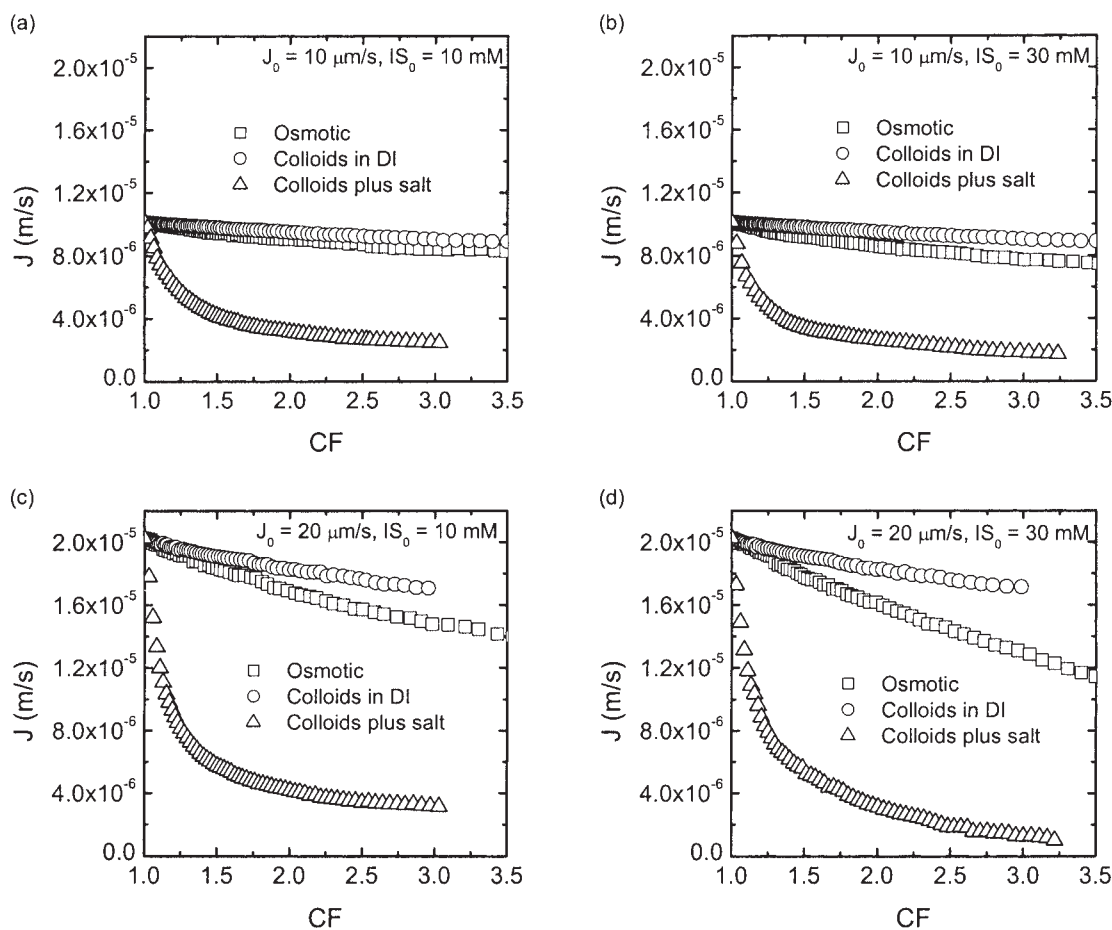 (a)
J₀ = 10 μm/s, IS₀ = 10 mM
2.0x10⁻⁵
1.6x10⁻⁵
1.2x10⁻⁵
8.0x10⁻⁶
4.0x10⁻⁶
0.0
J (m/s)
Osmotic
Colloids in DI
Colloids plus salt
1.0 1.5 2.0 2.5 3.0 3.5
CF
(b)
J₀ = 10 μm/s, IS₀ = 30 mM
2.0x10⁻⁵
1.6x10⁻⁵
1.2x10⁻⁵
8.0x10⁻⁶
4.0x10⁻⁶
0.0
J (m/s)
Osmotic
Colloids in DI
Colloids plus salt
1.0 1.5 2.0 2.5 3.0 3.5
CF
(c)
J₀ = 20 μm/s, IS₀ = 10 mM
2.0x10⁻⁵
1.6x10⁻⁵
1.2x10⁻⁵
8.0x10⁻⁶
4.0x10⁻⁶
0.0
J (m/s)
Osmotic
Colloids in DI
Colloids plus salt
1.0 1.5 2.0 2.5 3.0 3.5
CF
(d)
J₀ = 20 μm/s, IS₀ = 30 mM
2.0x10⁻⁵
1.6x10⁻⁵
1.2x10⁻⁵
8.0x10⁻⁶
4.0x10⁻⁶
0.0
J (m/s)
Osmotic
Colloids in DI
Colloids plus salt
1.0 1.5 2.0 2.5 3.0 3.5
CF